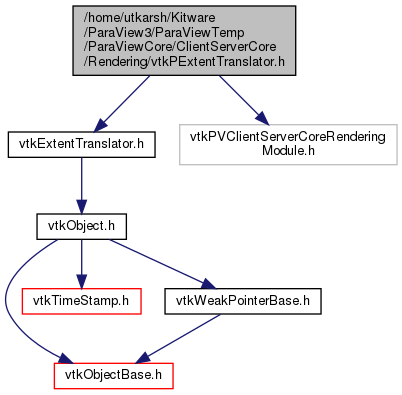 /home/utkarsh/Kitware
/ParaView3/ParaViewTemp
/ParaViewCore/ClientServerCore
/Rendering/vtkPExtentTranslator.h
vtkExtentTranslator.h
vtkPVClientServerCoreRendering
Module.h
vtkObject.h
vtkTimeStamp.h
vtkWeakPointerBase.h
vtkObjectBase.h